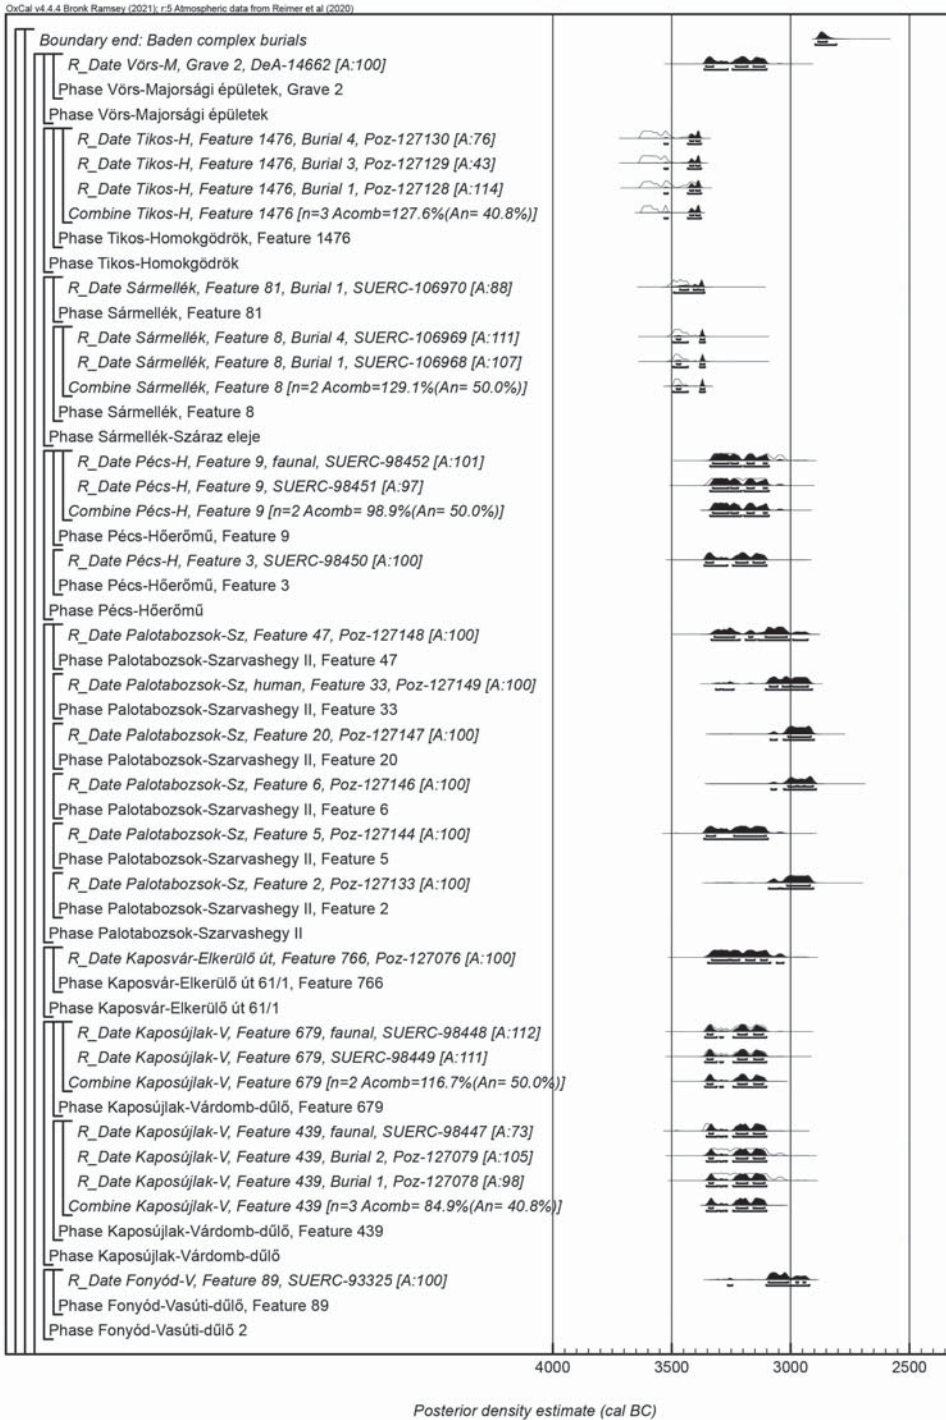 OxCal v4.4.4 Bronk Ramsey (2021); r:5 Atmospheric data from Reimer et al (2020)
Boundary end: Baden complex burials
R_Date Vörs-M, Grave 2, DeA-14662 [A:100]
Phase Vörs-Majorsági épületek, Grave 2
Phase Vörs-Majorsági épületek
R_Date Tikos-H, Feature 1476, Burial 4, Poz-127130 [A:76]
R_Date Tikos-H, Feature 1476, Burial 3, Poz-127129 [A:43]
R_Date Tikos-H, Feature 1476, Burial 1, Poz-127128 [A:114]
Combine Tikos-H, Feature 1476 [n=3 Acomb=127.6%(An= 40.8%)]
Phase Tikos-Homokgödrök, Feature 1476
Phase Tikos-Homokgödrök
R_Date Sármellék, Feature 81, Burial 1, SUERC-106970 [A:88]
Phase Sármellék, Feature 81
R_Date Sármellék, Feature 8, Burial 4, SUERC-106969 [A:111]
R_Date Sármellék, Feature 8, Burial 1, SUERC-106968 [A:107]
Combine Sármellék, Feature 8 [n=2 Acomb=129.1%(An= 50.0%)]
Phase Sármellék, Feature 8
Phase Sármellék-Száraz eleje
R_Date Pécs-H, Feature 9, faunal, SUERC-98452 [A:101]
R_Date Pécs-H, Feature 9, SUERC-98451 [A:97]
Combine Pécs-H, Feature 9 [n=2 Acomb= 98.9%(An= 50.0%)]
Phase Pécs-Hőerőmű, Feature 9
R_Date Pécs-H, Feature 3, SUERC-98450 [A:100]
Phase Pécs-Hőerőmű, Feature 3
Phase Pécs-Hőerőmű
R_Date Palotabozsok-Sz, Feature 47, Poz-127148 [A:100]
Phase Palotabozsok-Szarvashegy II, Feature 47
R_Date Palotabozsok-Sz, human, Feature 33, Poz-127149 [A:100]
Phase Palotabozsok-Szarvashegy II, Feature 33
R_Date Palotabozsok-Sz, Feature 20, Poz-127147 [A:100]
Phase Palotabozsok-Szarvashegy II, Feature 20
R_Date Palotabozsok-Sz, Feature 6, Poz-127146 [A:100]
Phase Palotabozsok-Szarvashegy II, Feature 6
R_Date Palotabozsok-Sz, Feature 5, Poz-127144 [A:100]
Phase Palotabozsok-Szarvashegy II, Feature 5
R_Date Palotabozsok-Sz, Feature 2, Poz-127133 [A:100]
Phase Palotabozsok-Szarvashegy II, Feature 2
Phase Palotabozsok-Szarvashegy II
R_Date Kaposvár-Elkerülő út, Feature 766, Poz-127076 [A:100]
Phase Kaposvár-Elkerülő út 61/1, Feature 766
Phase Kaposvár-Elkerülő út 61/1
R_Date Kaposújlak-V, Feature 679, faunal, SUERC-98448 [A:112]
R_Date Kaposújlak-V, Feature 679, SUERC-98449 [A:111]
Combine Kaposújlak-V, Feature 679 [n=2 Acomb=116.7%(An= 50.0%)]
Phase Kaposújlak-Várdomb-dűlő, Feature 679
R_Date Kaposújlak-V, Feature 439, faunal, SUERC-98447 [A:73]
R_Date Kaposújlak-V, Feature 439, Burial 2, Poz-127079 [A:105]
R_Date Kaposújlak-V, Feature 439, Burial 1, Poz-127078 [A:98]
Combine Kaposújlak-V, Feature 439 [n=3 Acomb= 84.9%(An= 40.8%)]
Phase Kaposújlak-Várdomb-dűlő, Feature 439
Phase Kaposújlak-Várdomb-dűlő
R_Date Fonyód-V, Feature 89, SUERC-93325 [A:100]
Phase Fonyód-Vasúti-dűlő, Feature 89
Phase Fonyód-Vasúti-dűlő 2
4000 3500 3000 2500
Posterior density estimate (cal BC)